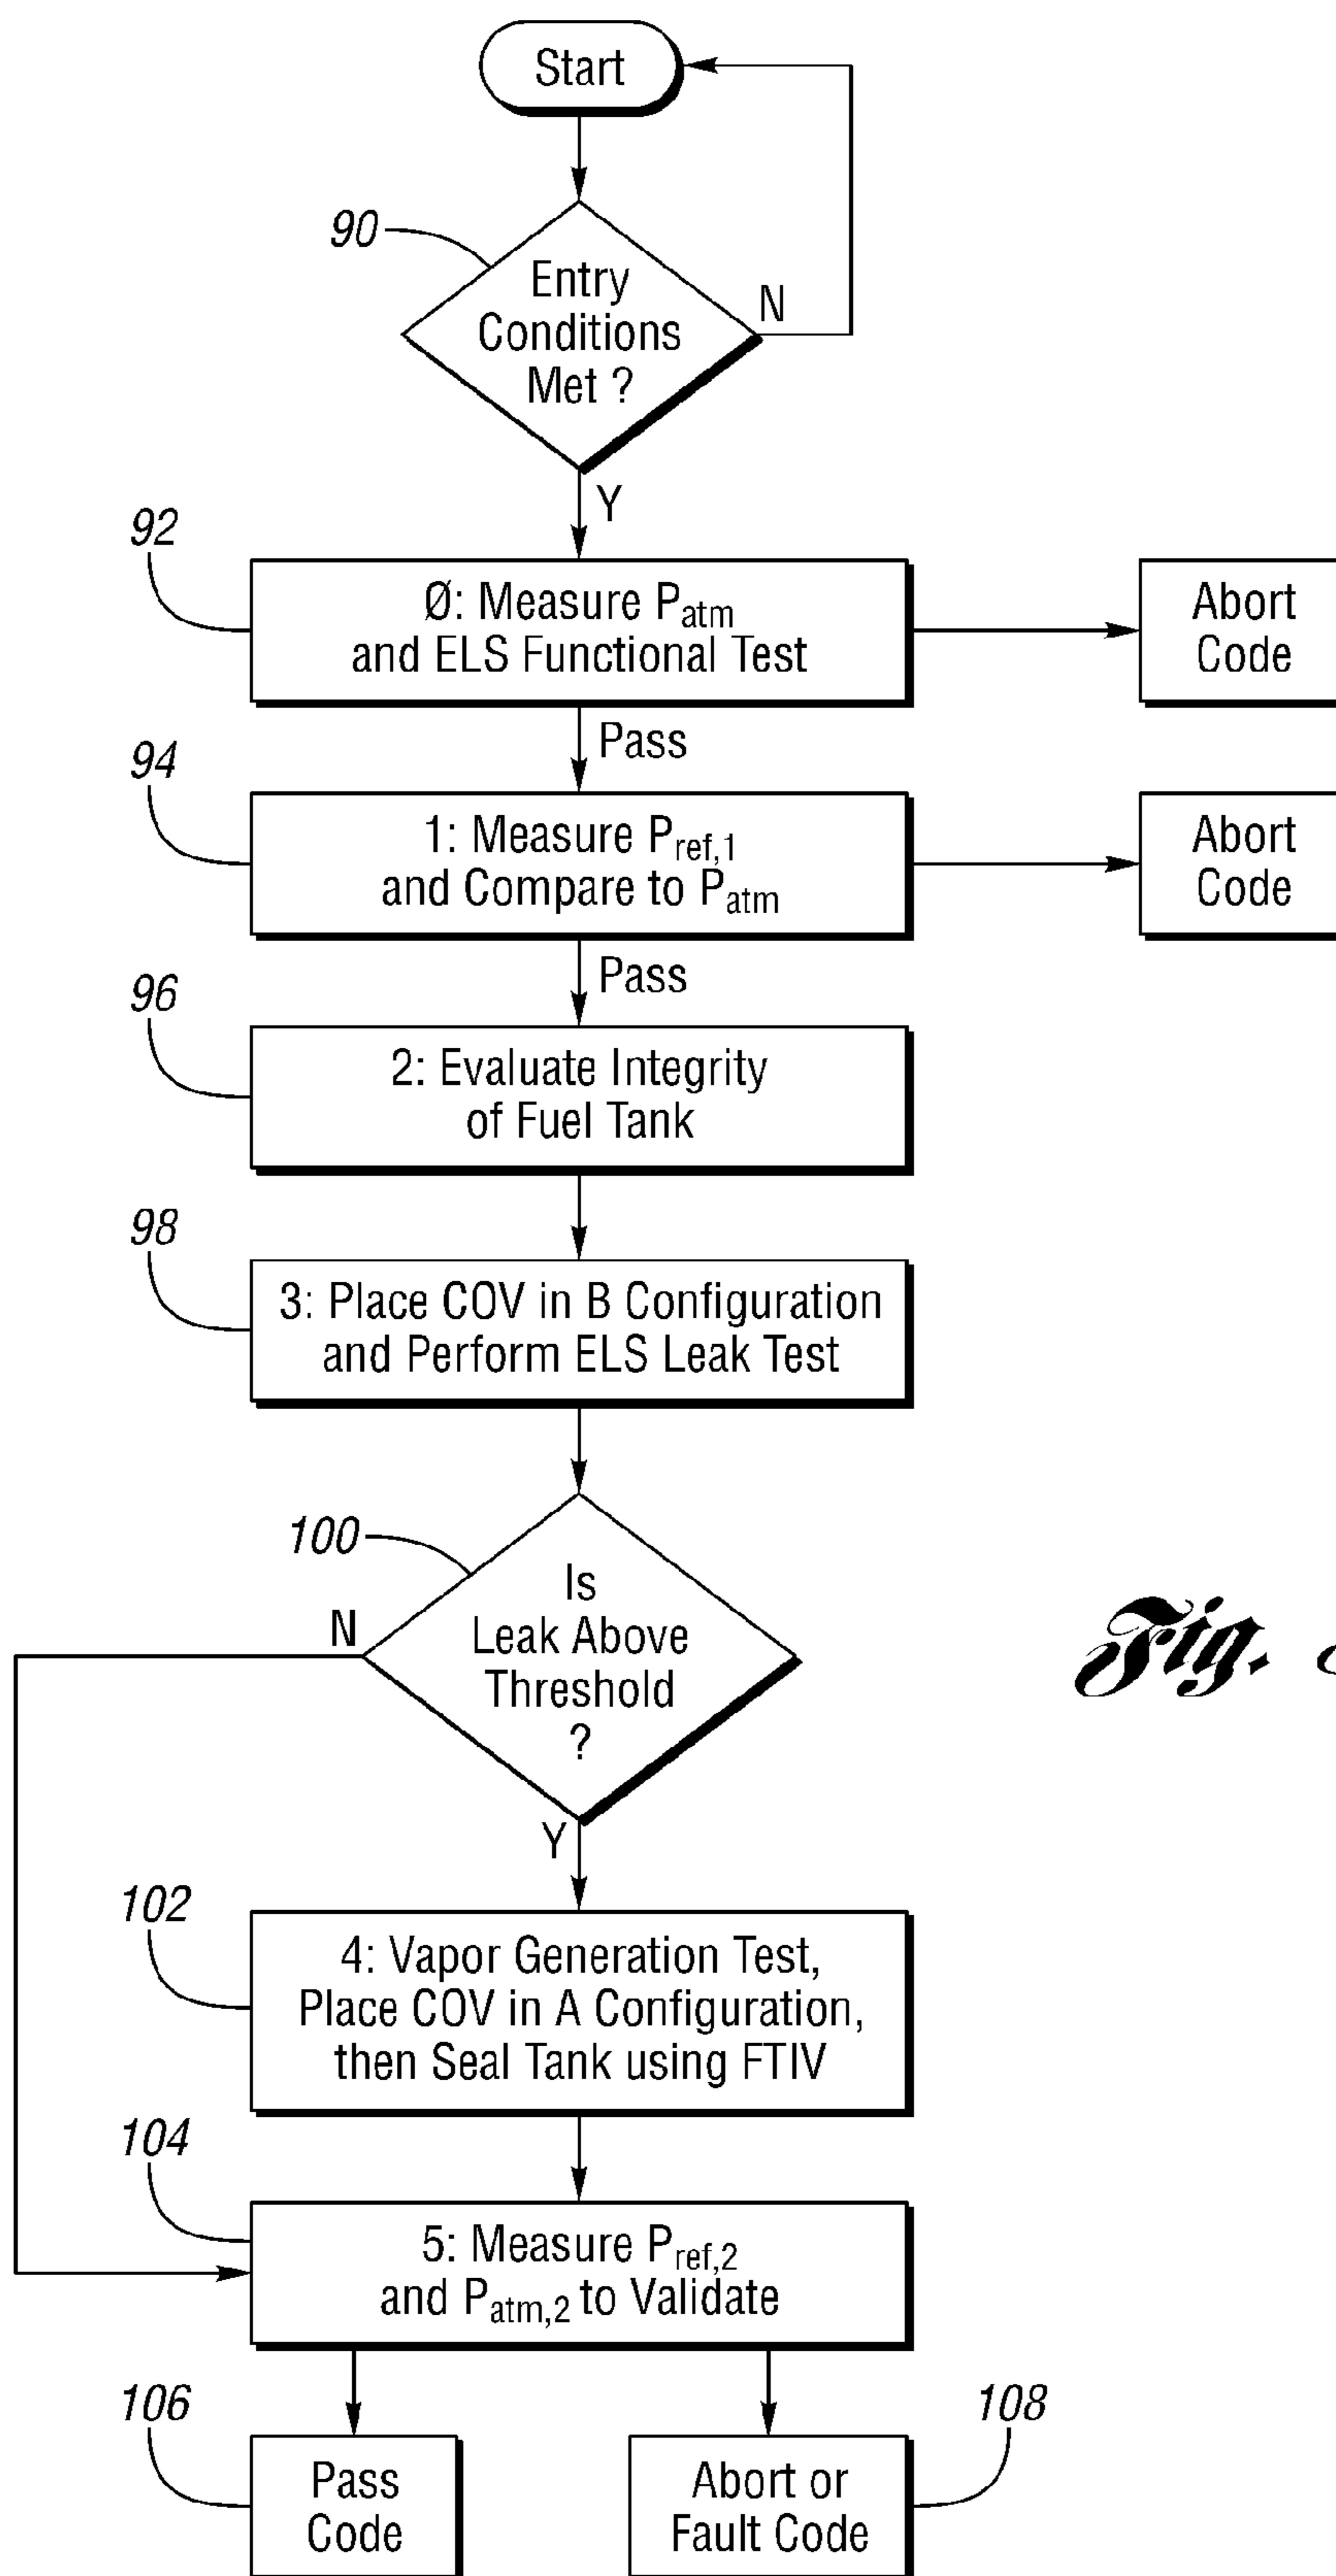 Start
90
Entry
Conditions
Met ?
N
Y
92
Ø: Measure Patm
and ELS Functional Test
Abort
Code
Pass
94
1: Measure Pref,1
and Compare to Patm
Abort
Code
Pass
96
2: Evaluate Integrity
of Fuel Tank
98
3: Place COV in B Configuration
and Perform ELS Leak Test
100
Is
Leak Above
Threshold
?
N
Fig.
Y
102
4: Vapor Generation Test,
Place COV in A Configuration,
then Seal Tank using FTIV
104
5: Measure Pref,2
and Patm,2 to Validate
106
Pass
Code
Abort or
Fault Code
108